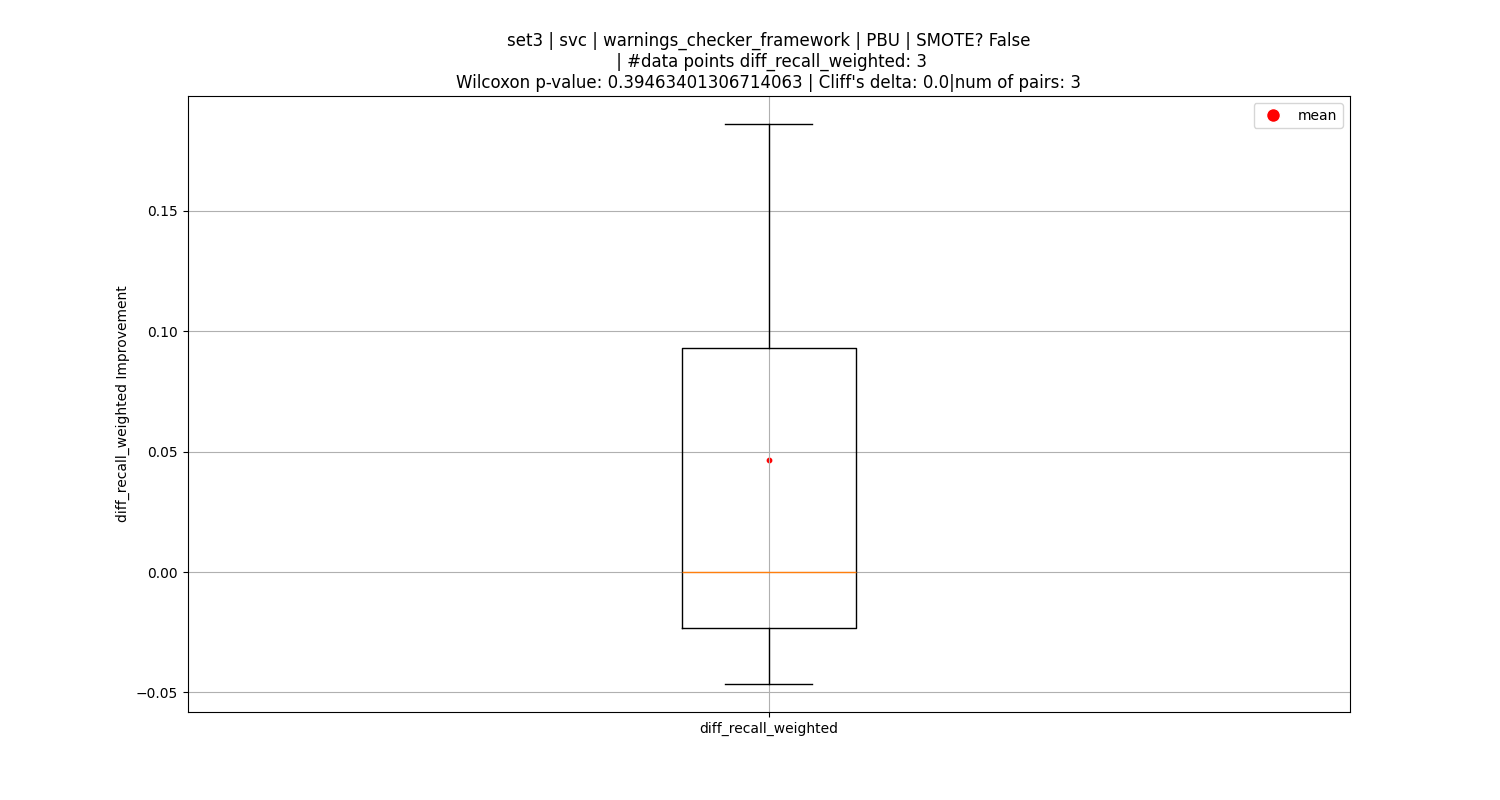 set3 | svc | warnings_checker_framework | PBU | SMOTE? False
| #data points diff_recall_weighted: 3
Wilcoxon p-value: 0.39463401306714063 | Cliff's delta: 0.0|num of pairs: 3
mean
0.15
0.10
0.05
0.00
−0.05
diff_recall_weighted Improvement
diff_recall_weighted